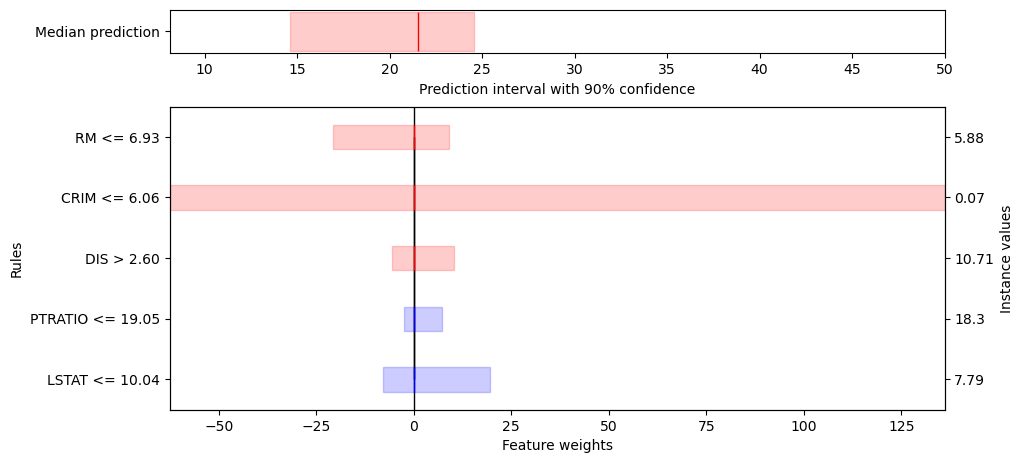 Median prediction
10 15 20 25 30 35 40 45 50
Prediction interval with 90% confidence
RM <= 6.93 5.88
CRIM <= 6.06 0.07
DIS > 2.60 10.71
PTRATIO <= 19.05 18.3
LSTAT <= 10.04 7.79
Rules
Instance values
−50 −25 0 25 50 75 100 125
Feature weights